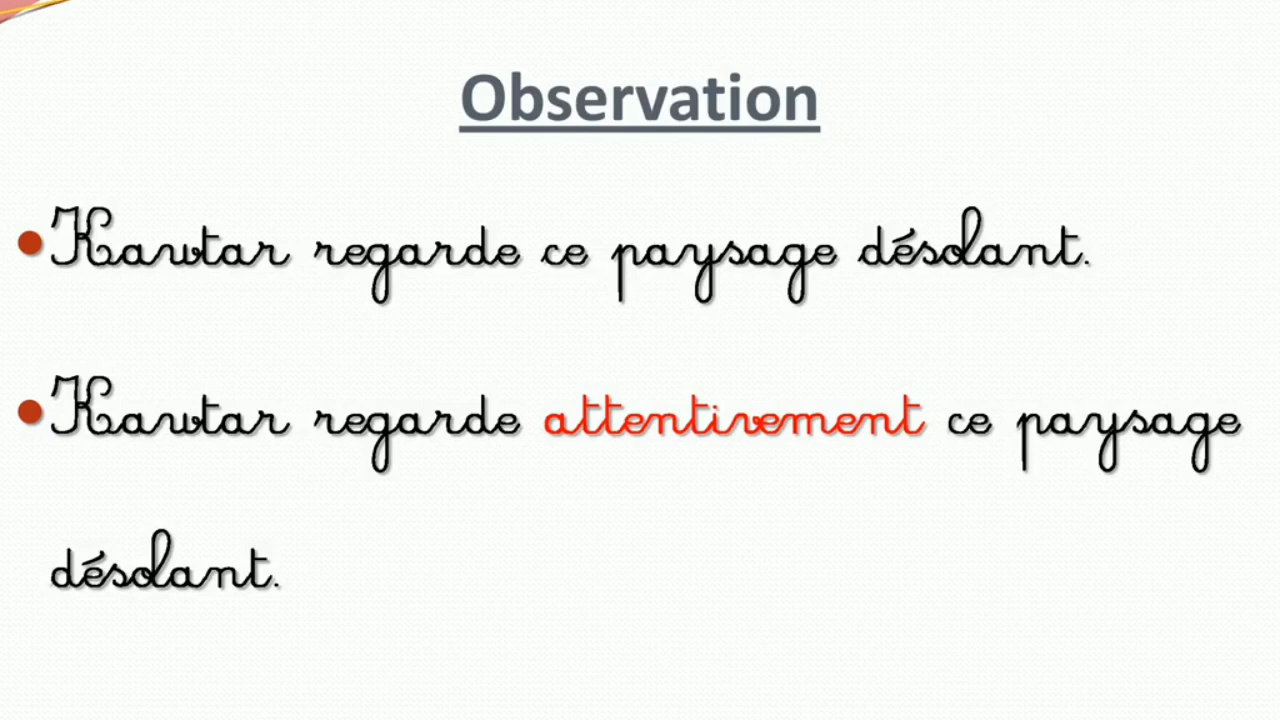 Observation
•Kawtar regarde ce paysage désolant.
•Kawtar regarde attentivement ce paysage
désolant.